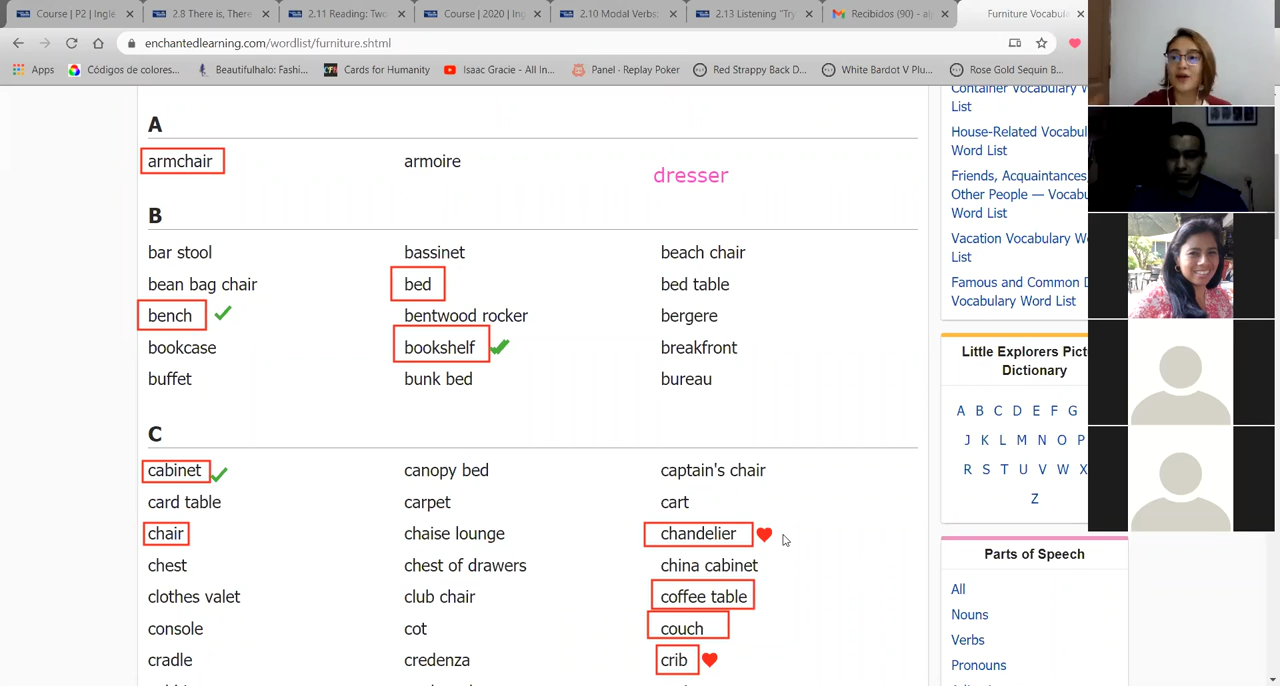 Course | P2 | Ingle
2.8 There is, There
2.11 Reading: Two
Course | 2020 | Ing
2.10 Modal Verbs:
2.13 Listening "Try
Recibidos (90) - al
Furniture Vocabul
enchantedlearning.com/wordlist/furniture.shtml
Apps
Códigos de colores...
Beautifulhalo: Fashi...
Cards for Humanity
Isaac Gracie - All In...
Panel · Replay Poker
Red Strappy Back D...
White Bardot V Plu...
Rose Gold Sequin B...
A
armchair armoire
dresser
B
bar stool bassinet beach chair
bean bag chair bed bed table
bench bentwood rocker bergere
bookcase bookshelf breakfront
buffet bunk bed bureau
C
cabinet canopy bed captain's chair
card table carpet cart
chair chaise lounge chandelier
chest chest of drawers china cabinet
clothes valet club chair coffee table
console cot couch
cradle credenza crib
Container Vocabulary W
List
House-Related Vocabul
Word List
Friends, Acquaintances,
Other People — Vocabu
Word List
Vacation Vocabulary Wo
List
Famous and Common D
Vocabulary Word List
Little Explorers Pict
Dictionary
A B C D E F G
J K L M N O P
R S T U V W X
Z
Parts of Speech
All
Nouns
Verbs
Pronouns